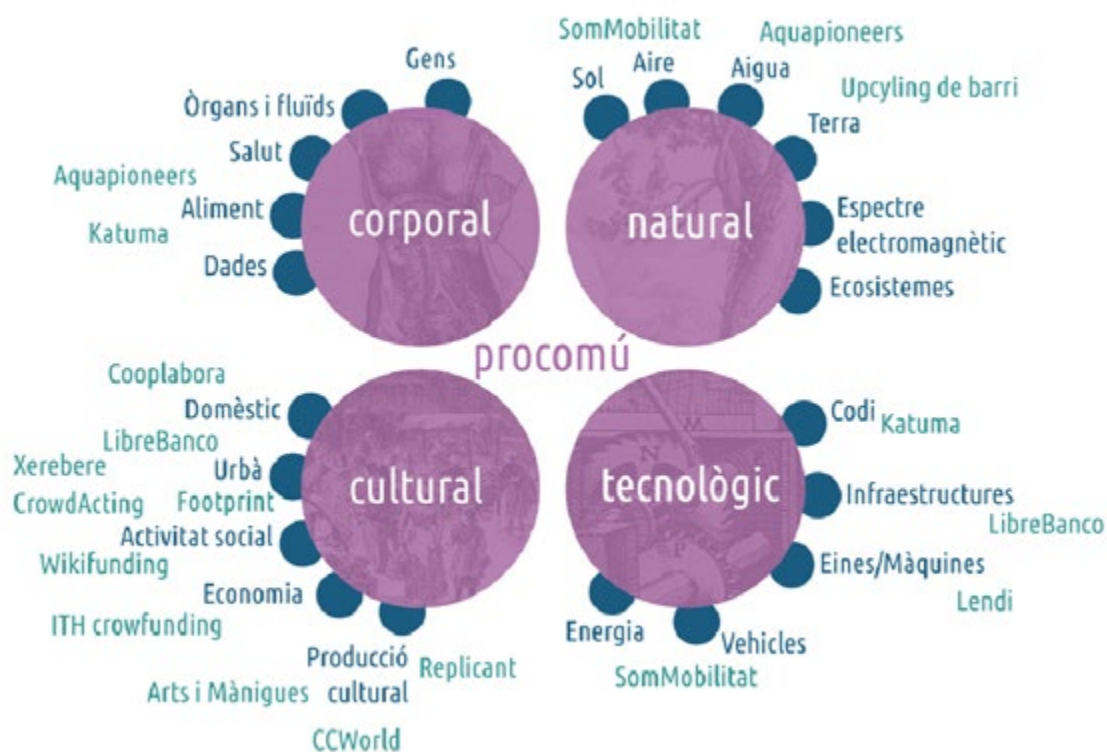 Gens
Òrgans i fluïds
Salut
Aquapioneers
Aliment
Katuma
Dades
corporal
SomMobilitat
Aquapioneers
Sol
Aire
Aigua
Upcyling de barri
Terra
Espectre
electromagnètic
Ecosistemes
natural
procomú
Cooplabora
Domèstic
LibreBanco
Xerebere
Urbà
CrowdActing
Footprint
Activitat social
Wikifunding
Economia
ITH crowfunding
Producció
cultural
Replicant
Arts i Mànigues
CCWorld
cultural
tecnològic
Codi
Katuma
Infraestructures
LibreBanco
Eines/Màquines
Lendi
Energia
Vehicles
SomMobilitat
M
N
P